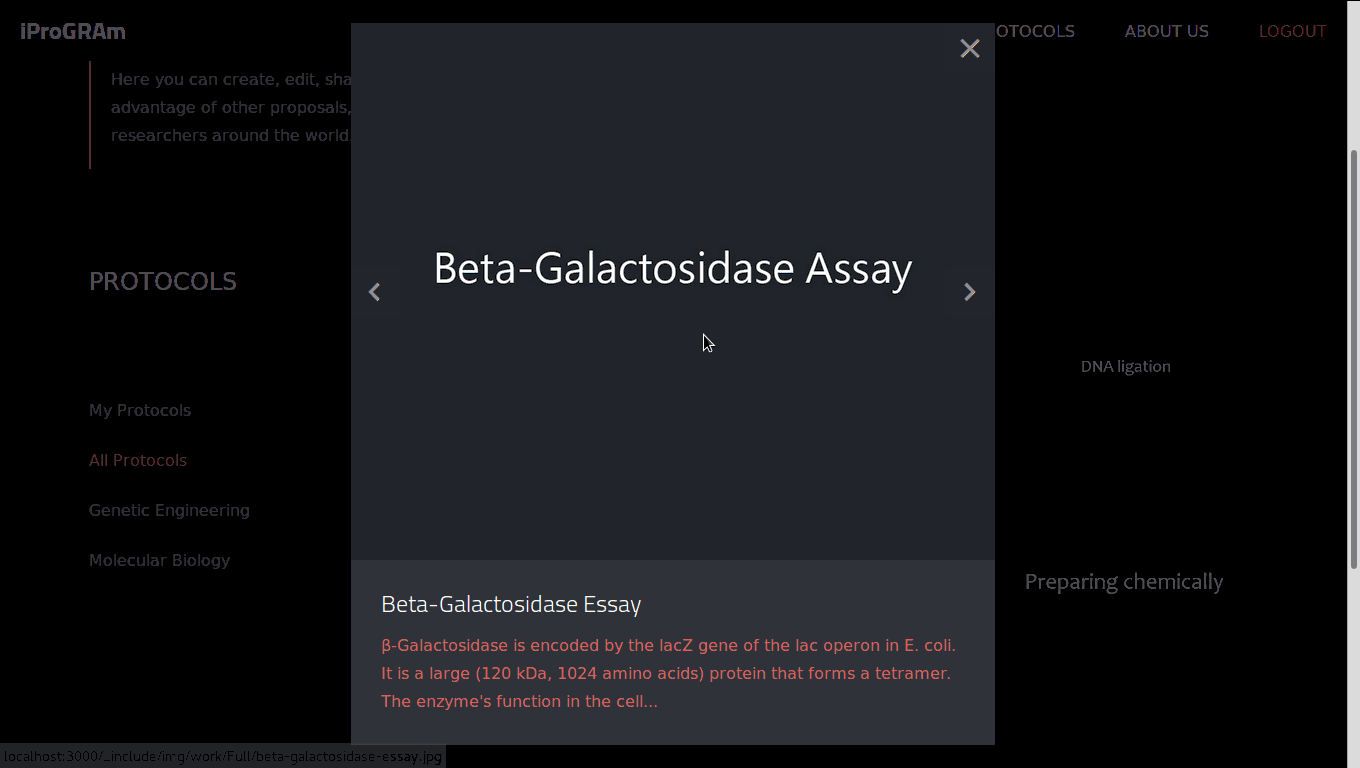 iProGRAm
OTOCOLS
ABOUT US
LOGOUT
Here you can create, edit, sha
advantage of other proposals,
researchers around the world.
PROTOCOLS
My Protocols
All Protocols
Genetic Engineering
Molecular Biology
Beta-Galactosidase Assay
Beta-Galactosidase Essay
β-Galactosidase is encoded by the lacZ gene of the lac operon in E. coli.
It is a large (120 kDa, 1024 amino acids) protein that forms a tetramer.
The enzyme's function in the cell...
DNA ligation
Preparing chemically
localhost:3000/_include/img/work/Full/beta-galactosidase-essay.jpg